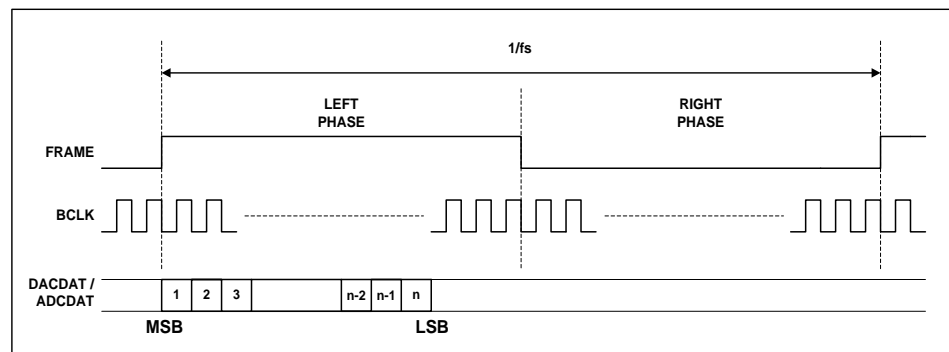 1/fs
LEFT
PHASE
RIGHT
PHASE
FRAME
BCLK
DACDAT /
ADCDAT
1 2 3 n-2 n-1 n
MSB LSB